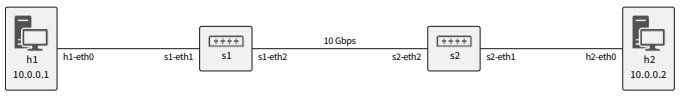 h1
10.0.0.1
h1-eth0
s1-eth1
s1
s1-eth2
10 Gbps
s2-eth2
s2
s2-eth1
h2-eth0
h2
10.0.0.2